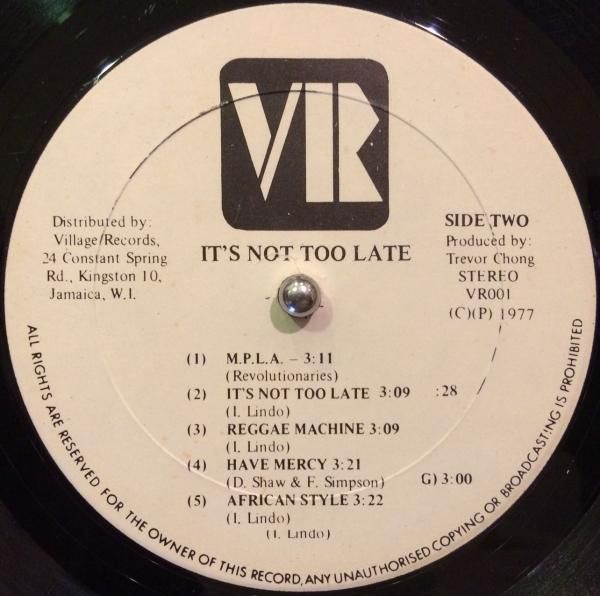 VR
IT'S NOT TOO LATE
Distributed by:
Village Records,
24 Constant Spring
Rd., Kingston 10,
Jamaica, W.I.
SIDE TWO
Produced by:
Trevor Chong
STEREO
VR001
(C)(P) 1977
(1) M.P.L.A. – 3:11
(Revolutionaries)
(2) IT'S NOT TOO LATE 3:09 :28
(I. Lindo)
(3) REGGAE MACHINE 3:09
(I. Lindo)
(4) HAVE MERCY 3:21
(D. Shaw & F. Simpson) G) 3:00
(5) AFRICAN STYLE 3:22
(I. Lindo)
(I. Lindo)
ALL RIGHTS ARE RESERVED FOR THE OWNER OF THIS RECORD, ANY UNAUTHORISED COPYING OR BROADCASTING IS PROHIBITED